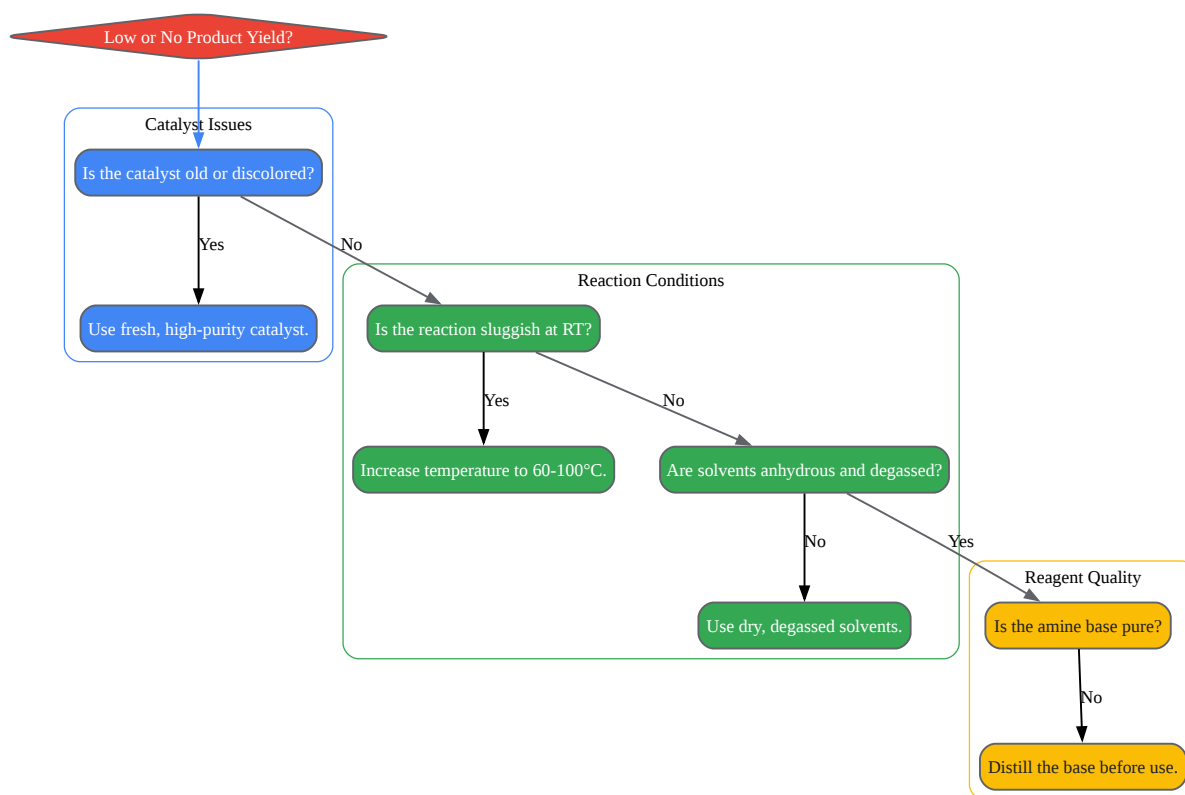 Low or No Product Yield?
Catalyst Issues
Is the catalyst old or discolored?
Yes
No
Use fresh, high-purity catalyst.
Reaction Conditions
Is the reaction sluggish at RT?
Yes
No
Increase temperature to 60-100°C.
Are solvents anhydrous and degassed?
No
Yes
Use dry, degassed solvents.
Reagent Quality
Is the amine base pure?
No
Distill the base before use.